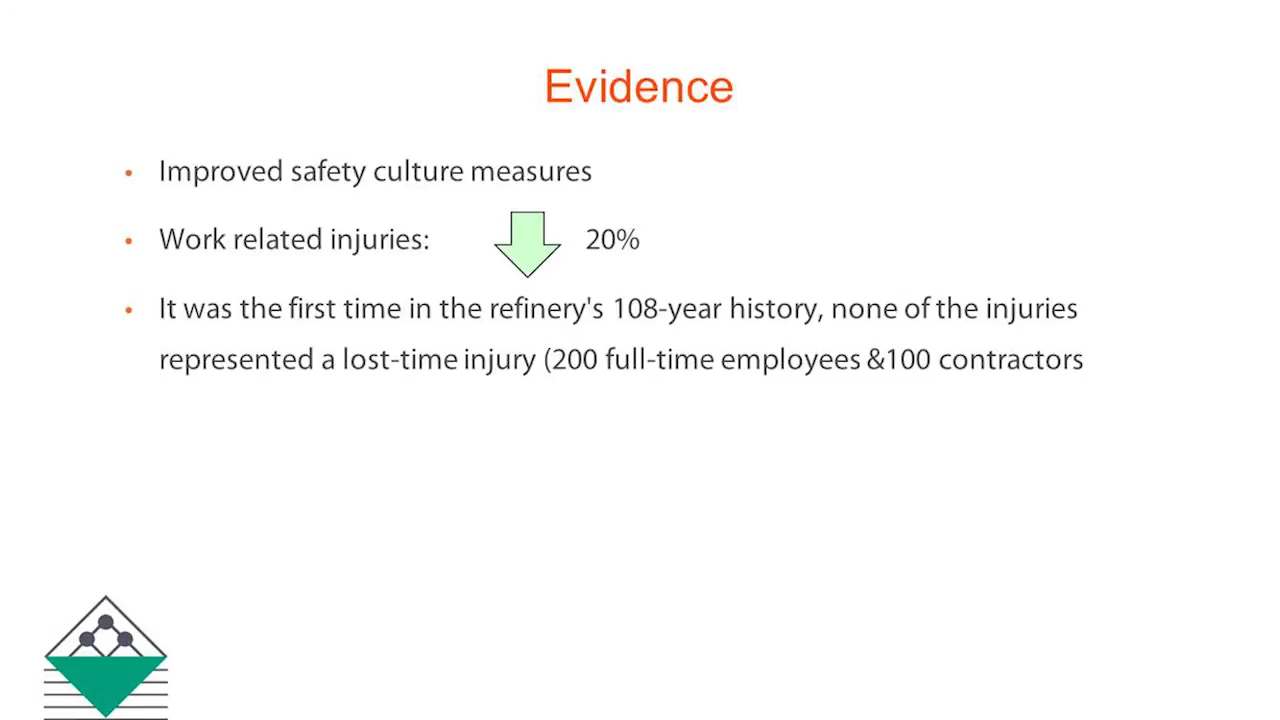 Evidence
• Improved safety culture measures
• Work related injuries: 20%
• It was the first time in the refinery's 108-year history, none of the injuries
represented a lost-time injury (200 full-time employees &100 contractors